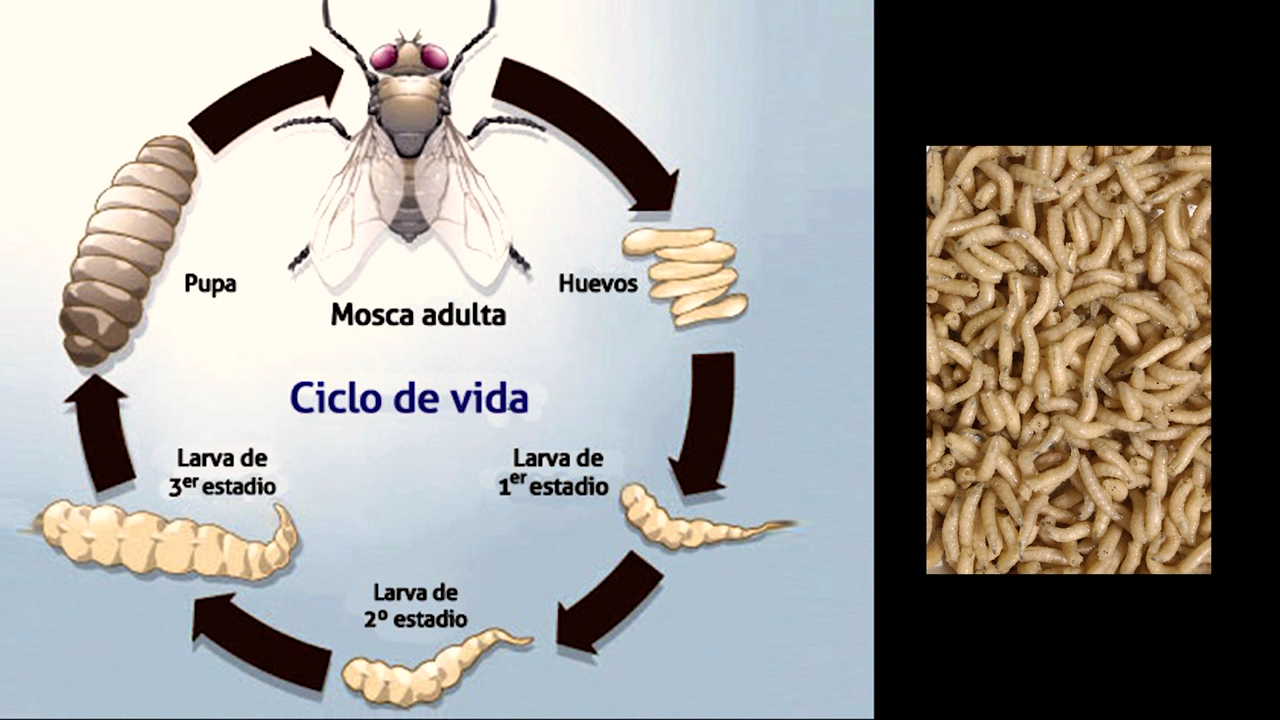 Pupa
Huevos
Mosca adulta
Ciclo de vida
Larva de
3er estadio
Larva de
1er estadio
Larva de
2º estadio